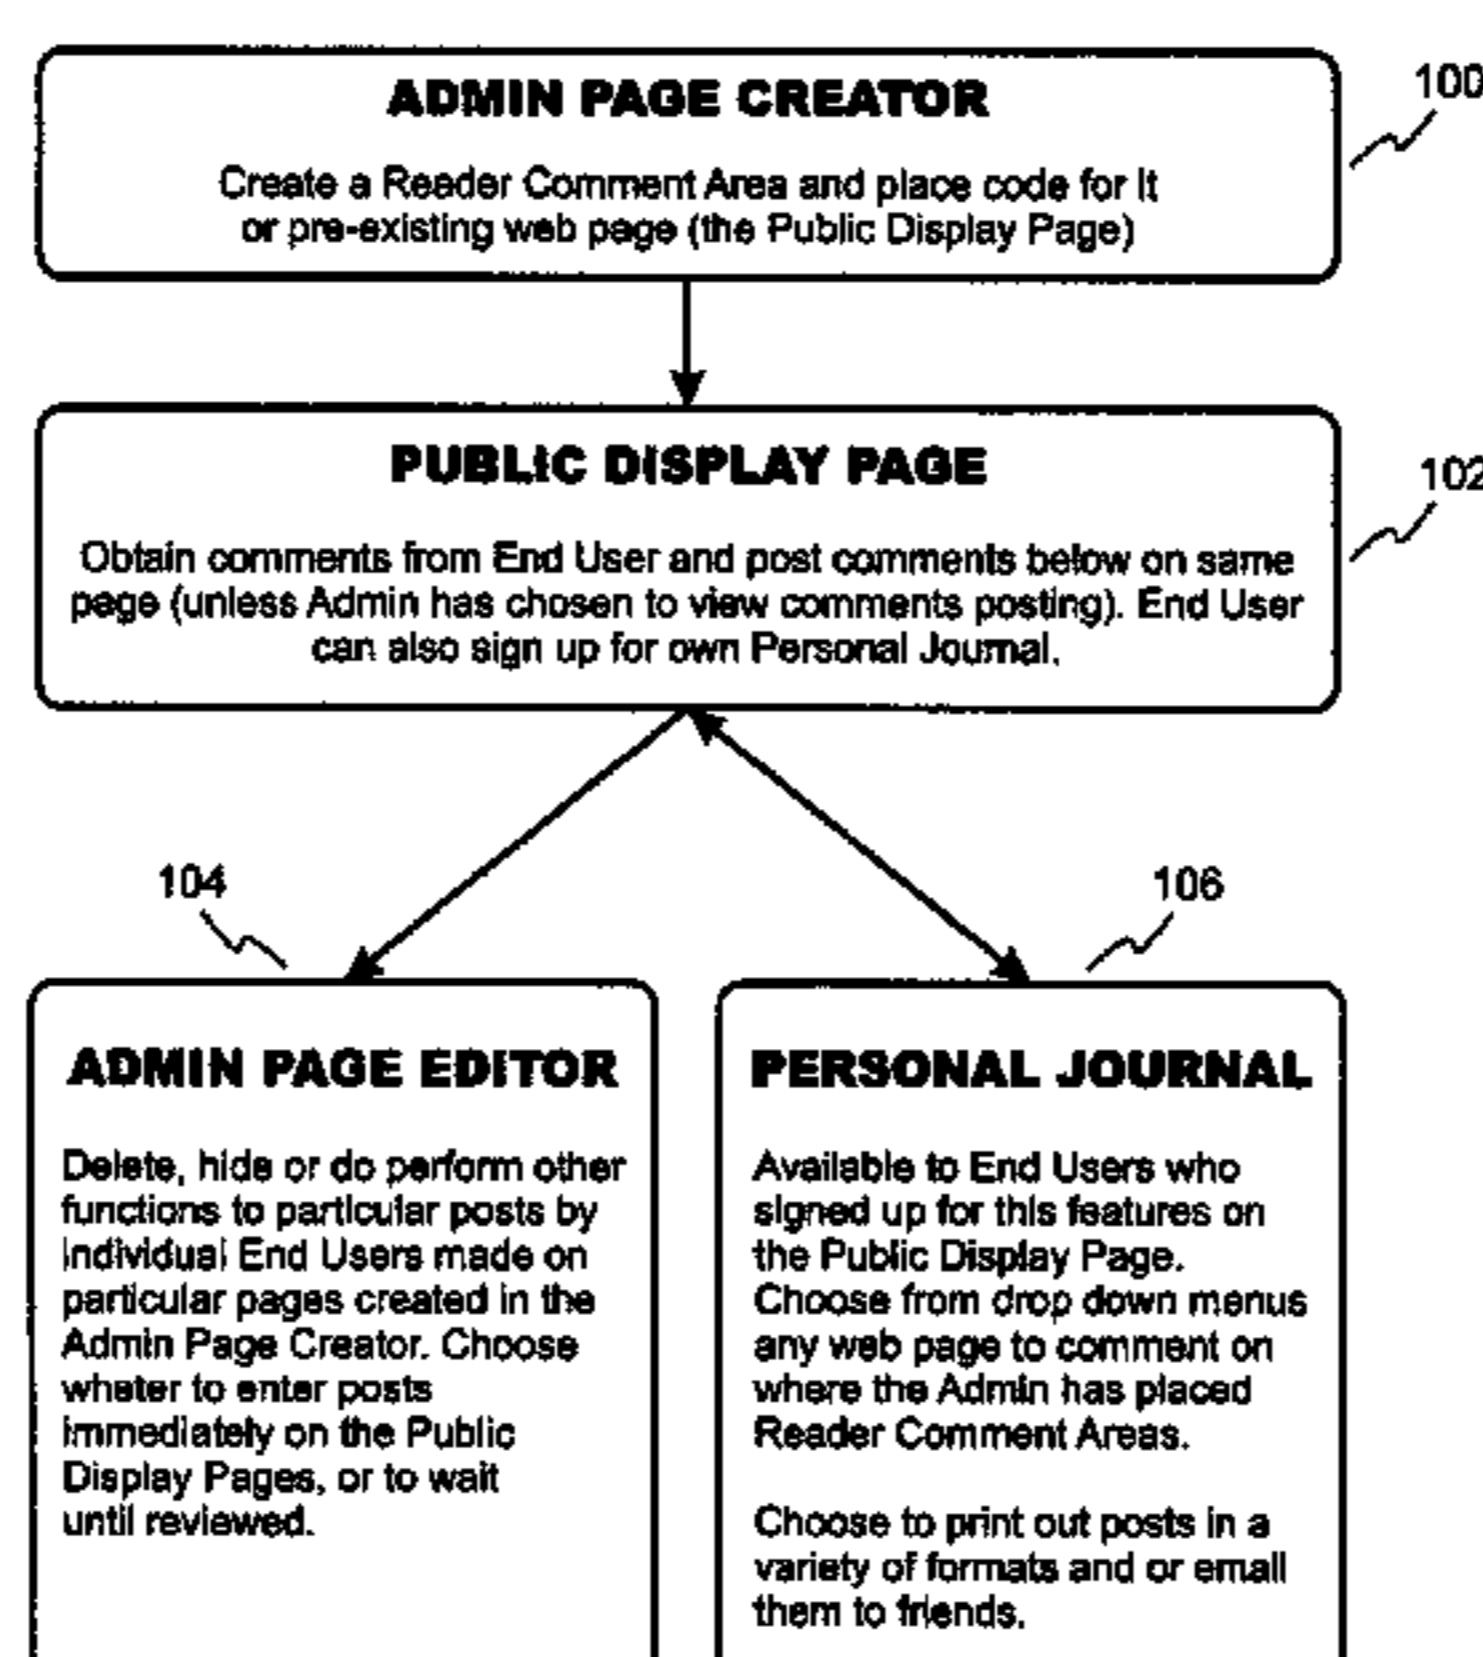 ADMIN PAGE CREATOR
100
Create a Reader Comment Area and place code for it
or pre-existing web page (the Public Display Page)
PUBLIC DISPLAY PAGE
102
Obtain comments from End User and post comments below on same
page (unless Admin has chosen to view comments posting). End User
can also sign up for own Personal Journal.
104
106
ADMIN PAGE EDITOR
Delete, hide or do perform other
functions to particular posts by
individual End Users made on
particular pages created in the
Admin Page Creator. Choose
wheter to enter posts
immediately on the Public
Display Pages, or to wait
until reviewed.
PERSONAL JOURNAL
Available to End Users who
signed up for this features on
the Public Display Page.
Choose from drop down menus
any web page to comment on
where the Admin has placed
Reader Comment Areas.
Choose to print out posts in a
variety of formats and or email
them to friends.